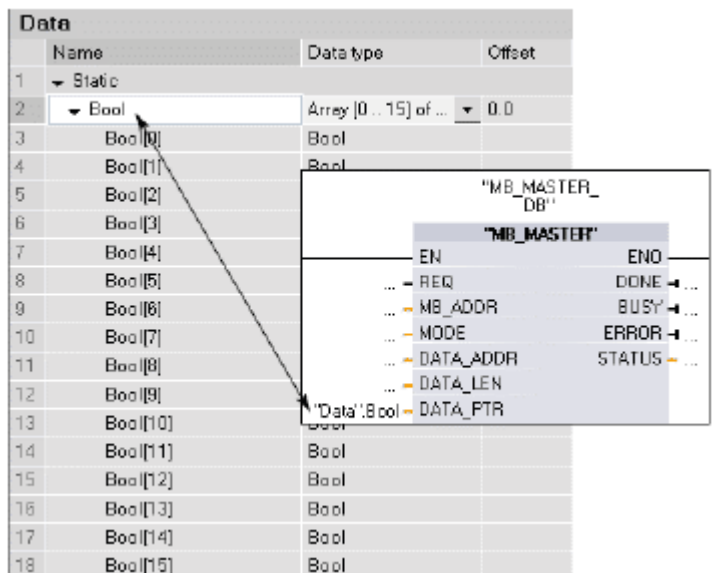 Data
Name Data type Offset
1 Static
2 Bool Array [0 .. 15] of ... 0.0
3 Bool[0] Bool
4 Bool[1] Bool
5 Bool[2]
6 Bool[3]
7 Bool[4]
8 Bool[5]
9 Bool[6]
10 Bool[7]
11 Bool[8]
12 Bool[9]
13 Bool[10] Bool
14 Bool[11] Bool
15 Bool[12] Bool
16 Bool[13] Bool
17 Bool[14] Bool
18 Bool[15] Bool
"MB_MASTER_
DB"
"MB_MASTER"
EN ENO
... REQ DONE ...
... MB_ADDR BUSY ...
... MODE ERROR ...
... DATA_ADDR STATUS ...
... DATA_LEN
"Data".Bool DATA_PTR